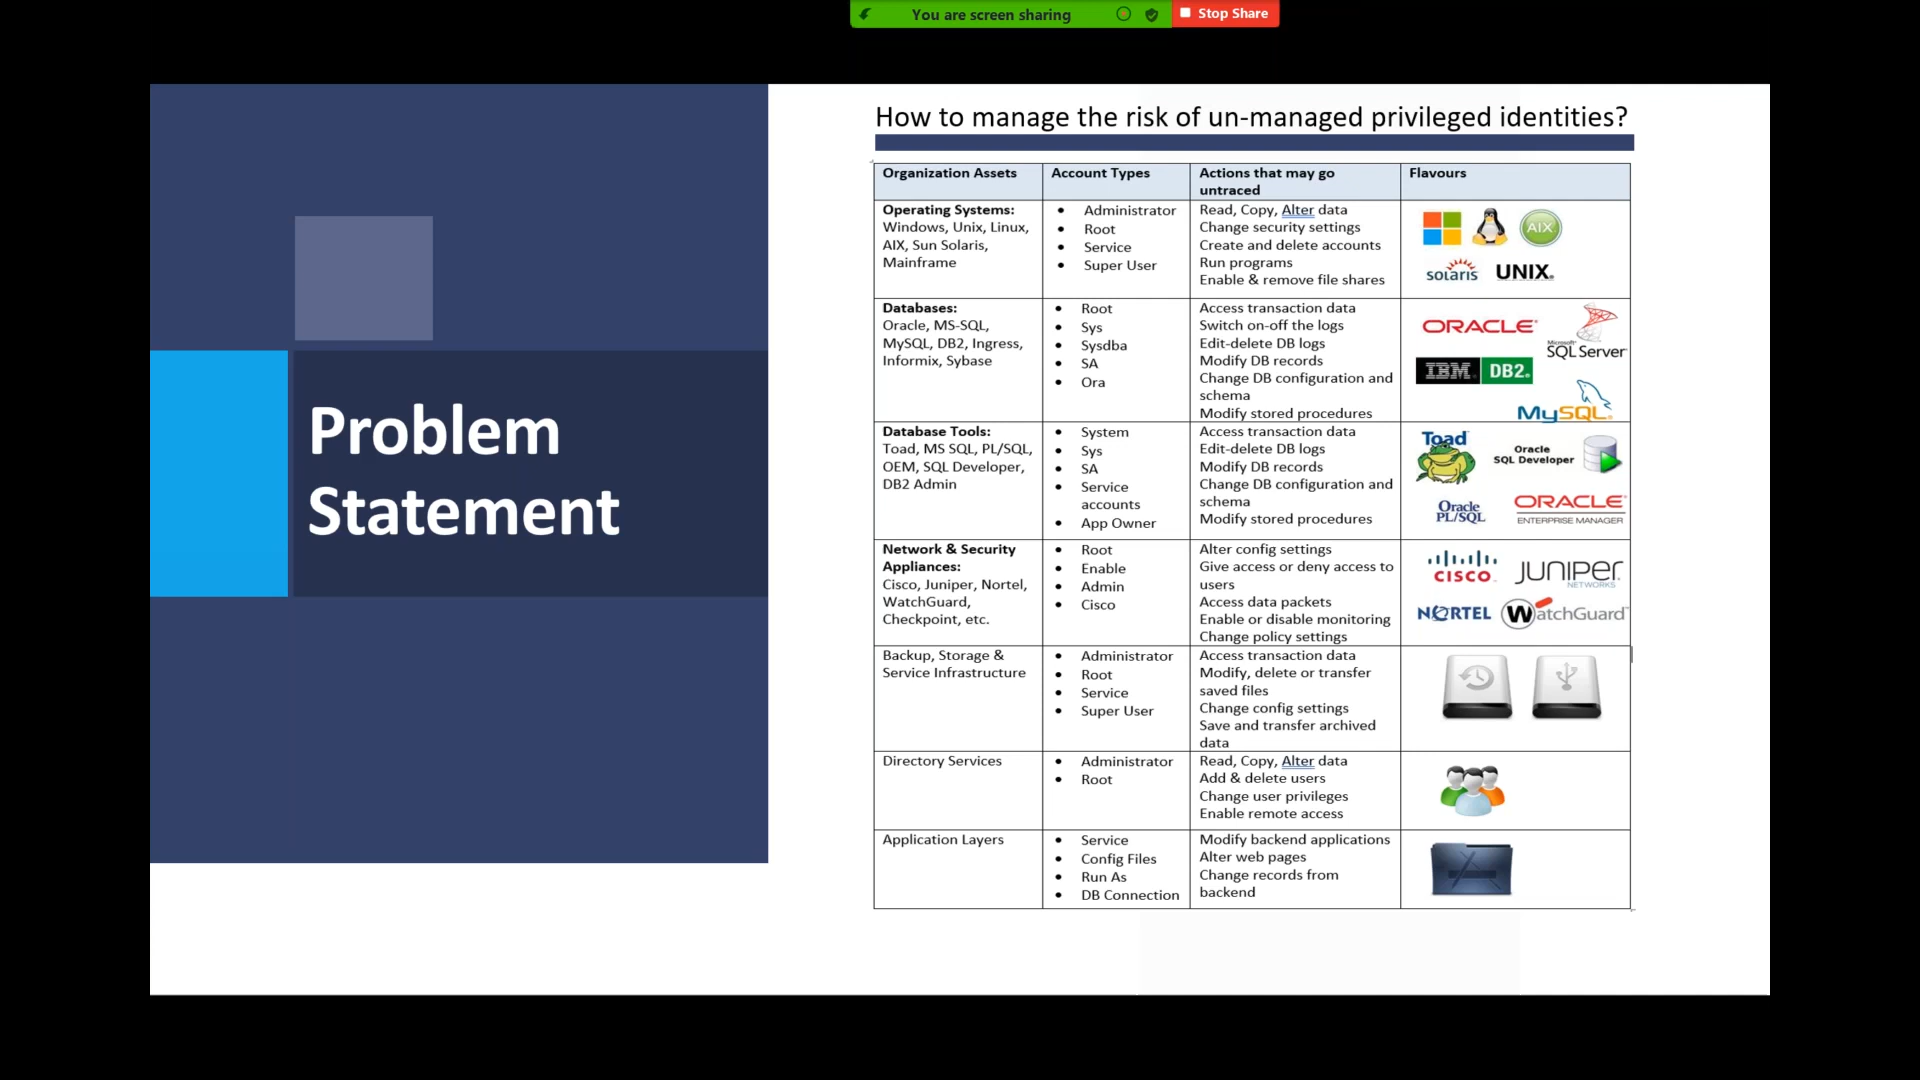 You are screen sharing
Stop Share
Problem
Statement
How to manage the risk of un-managed privileged identities?
Organization Assets
Account Types
Actions that may go
untraced
Flavours
Operating Systems:
Windows, Unix, Linux,
AIX, Sun Solaris,
Mainframe
• Administrator
• Root
• Service
• Super User
Read, Copy, Alter data
Change security settings
Create and delete accounts
Run programs
Enable & remove file shares
AIX
solaris UNIX.
Databases:
Oracle, MS-SQL,
MySQL, DB2, Ingress,
Informix, Sybase
• Root
• Sys
• Sysdba
• SA
• Ora
Access transaction data
Switch on-off the logs
Edit-delete DB logs
Modify DB records
Change DB configuration and
schema
Modify stored procedures
ORACLE
Microsoft
SQL Server
IBM DB2.
MySQL
Database Tools:
Toad, MS SQL, PL/SQL,
OEM, SQL Developer,
DB2 Admin
• System
• Sys
• SA
• Service
accounts
• App Owner
Access transaction data
Edit-delete DB logs
Modify DB records
Change DB configuration and
schema
Modify stored procedures
Toad
Oracle
SQL Developer
Oracle
PL/SQL
ORACLE
ENTERPRISE MANAGER
Network & Security
Appliances:
Cisco, Juniper, Nortel,
WatchGuard,
Checkpoint, etc.
• Root
• Enable
• Admin
• Cisco
Alter config settings
Give access or deny access to
users
Access data packets
Enable or disable monitoring
Change policy settings
CISCO
JUNIPER
NETWORKS
NORTEL WatchGuard
Backup, Storage &
Service Infrastructure
• Administrator
• Root
• Service
• Super User
Access transaction data
Modify, delete or transfer
saved files
Change config settings
Save and transfer archived
data
Directory Services
• Administrator
• Root
Read, Copy, Alter data
Add & delete users
Change user privileges
Enable remote access
Application Layers
• Service
• Config Files
• Run As
• DB Connection
Modify backend applications
Alter web pages
Change records from
backend